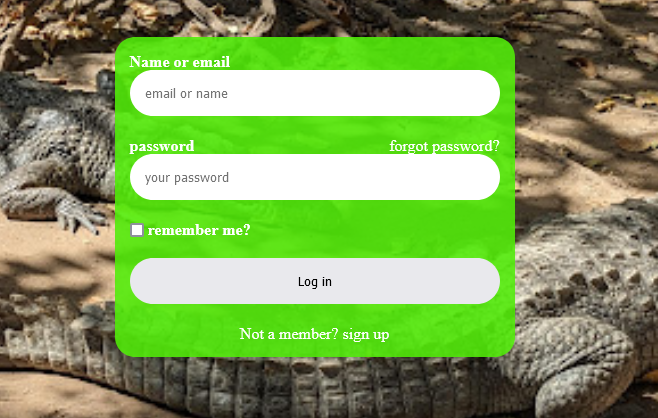 Name or email
email or name
password forgot password?
your password
remember me?
Log in
Not a member? sign up